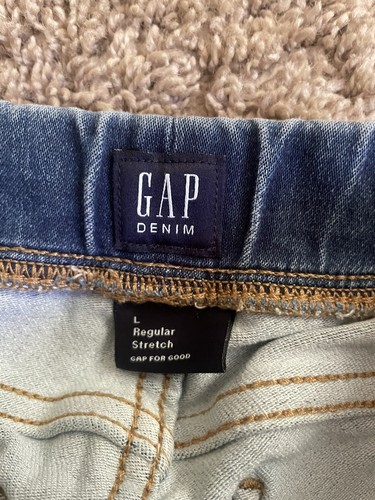 GAP
DENIM
L
Regular
Stretch
GAP FOR GOOD